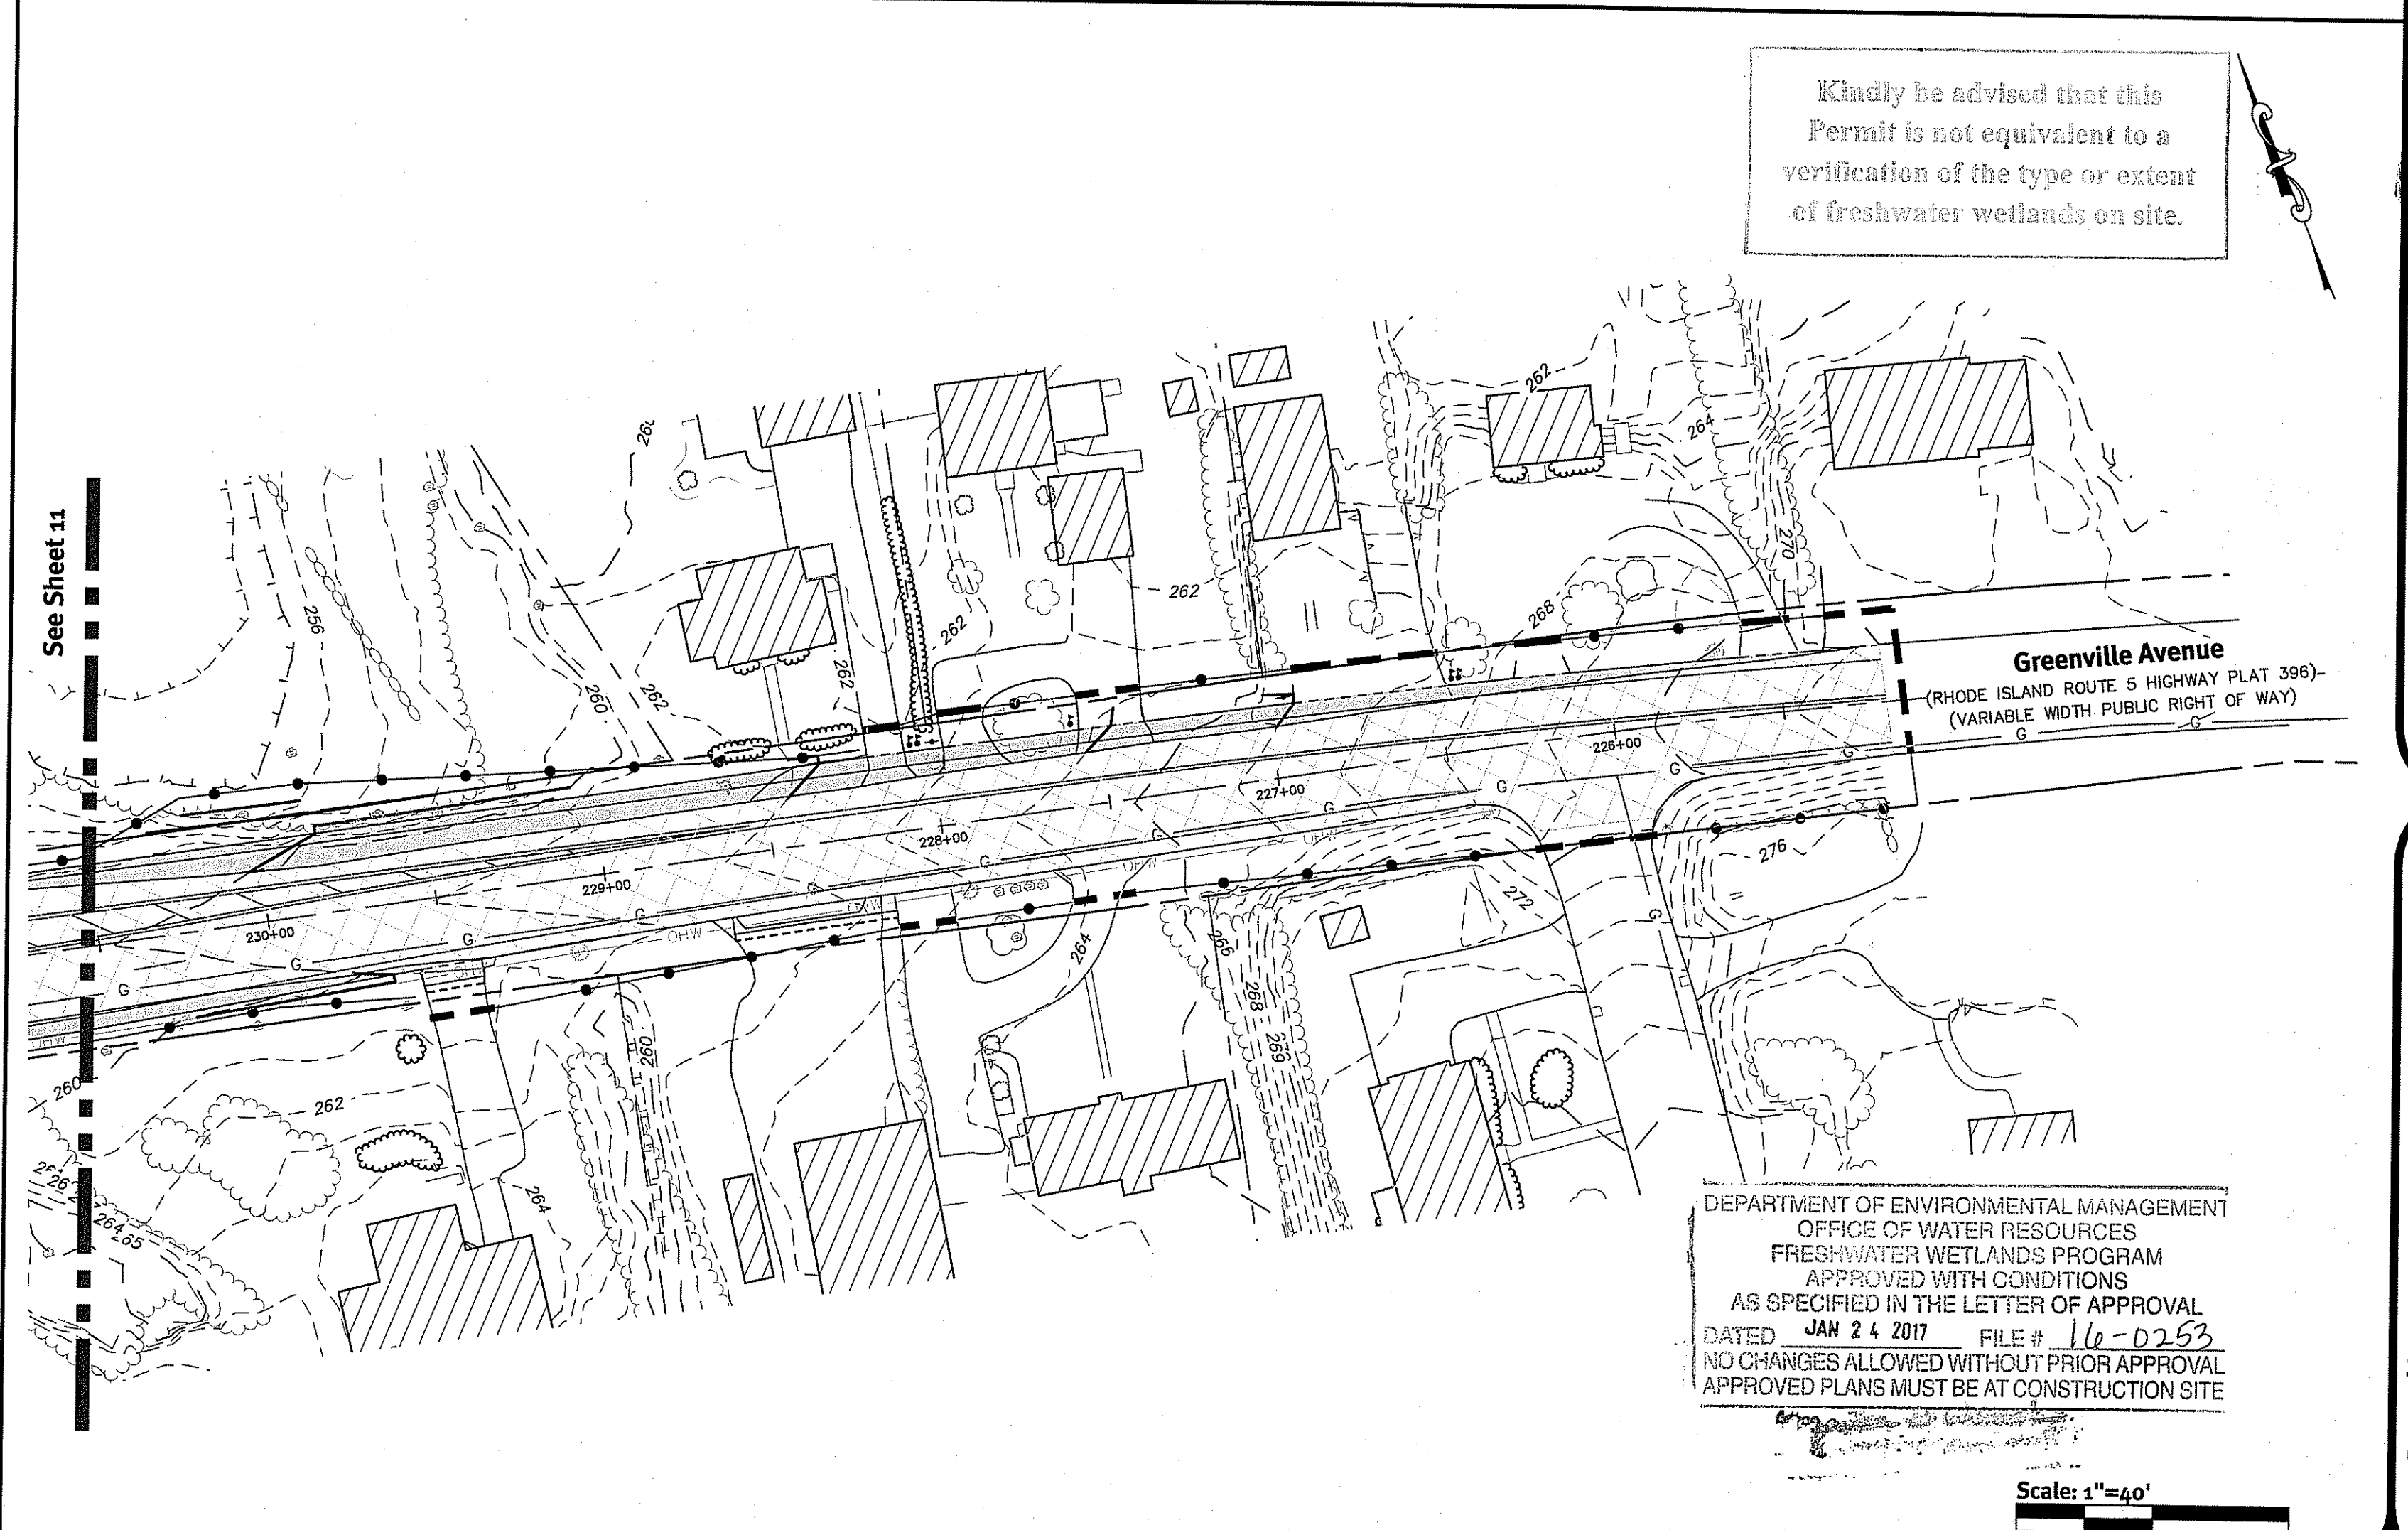 Kindly be advised that this
Permit is not equivalent to a
verification of the type or extent
of freshwater wetlands on site.
See Sheet 11
262
264
256
262
262
268
270
260
262
262
Greenville Avenue
(RHODE ISLAND ROUTE 5 HIGHWAY PLAT 396)
(VARIABLE WIDTH PUBLIC RIGHT OF WAY)
G
G
G
G
G
G
G
G
G
G
G
G
G
G
226+00
227+00
228+00
229+00
230+00
OHW
OHW
OHW
OHW
276
272
264
266
268
269
260
260
262
264
264
265
DEPARTMENT OF ENVIRONMENTAL MANAGEMENT
OFFICE OF WATER RESOURCES
FRESHWATER WETLANDS PROGRAM
APPROVED WITH CONDITIONS
AS SPECIFIED IN THE LETTER OF APPROVAL
DATED JAN 24 2017 FILE # 16-0253
NO CHANGES ALLOWED WITHOUT PRIOR APPROVAL
APPROVED PLANS MUST BE AT CONSTRUCTION SITE
Scale: 1"=40'